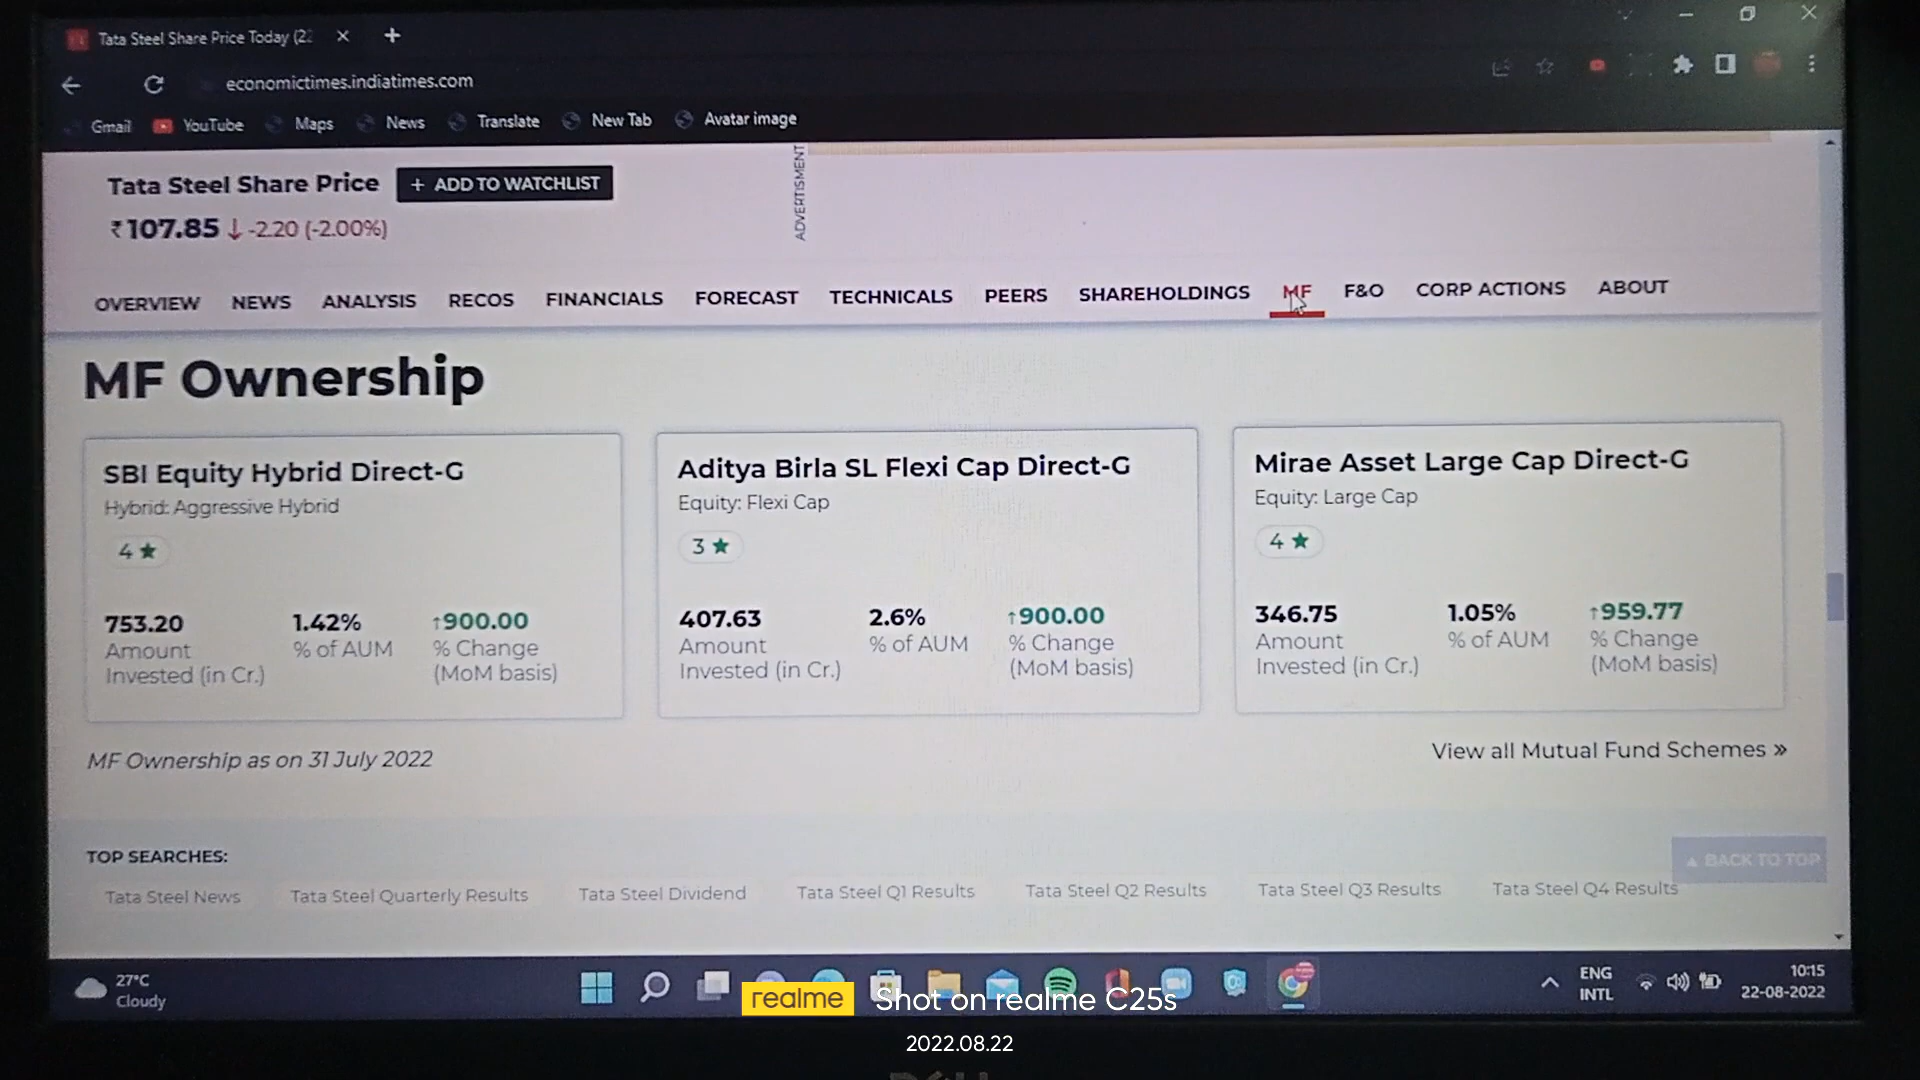 Tata Steel Share Price Today (22
economictimes.indiatimes.com
Gmail YouTube Maps News Translate New Tab Avatar image
Tata Steel Share Price + ADD TO WATCHLIST
₹107.85 ↓ -2.20 (-2.00%)
ADVERTISMENT
OVERVIEW NEWS ANALYSIS RECOS FINANCIALS FORECAST TECHNICALS PEERS SHAREHOLDINGS MF F&O CORP ACTIONS ABOUT
MF Ownership
SBI Equity Hybrid Direct-G
Hybrid: Aggressive Hybrid
4 ★
753.20 1.42% ↑900.00
Amount % of AUM % Change
Invested (in Cr.) (MoM basis)
Aditya Birla SL Flexi Cap Direct-G
Equity: Flexi Cap
3 ★
407.63 2.6% ↑900.00
Amount % of AUM % Change
Invested (in Cr.) (MoM basis)
Mirae Asset Large Cap Direct-G
Equity: Large Cap
4 ★
346.75 1.05% ↑959.77
Amount % of AUM % Change
Invested (in Cr.) (MoM basis)
MF Ownership as on 31 July 2022
View all Mutual Fund Schemes »
TOP SEARCHES:
▲ BACK TO TOP
Tata Steel News Tata Steel Quarterly Results Tata Steel Dividend Tata Steel Q1 Results Tata Steel Q2 Results Tata Steel Q3 Results Tata Steel Q4 Results
27°C
Cloudy
ENG
INTL
10:15
22-08-2022
realme Shot on realme C25s
2022.08.22